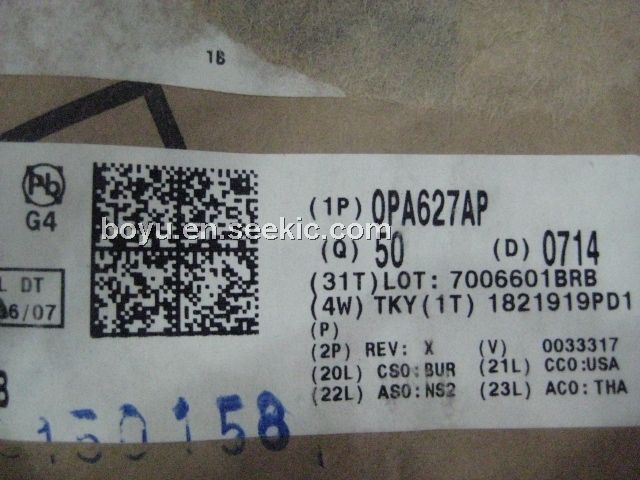 1B
Pb
G4
(1P) OPA627AP
boyu.en.seekic.com
(Q) 50 (D) 0714
(31T)LOT: 7006601BRB
(4W) TKY(1T) 1821919PD1
(P)
(2P) REV: X (V) 0033317
(20L) CSO:BUR (21L) CCO:USA
(22L) ASO:NS2 (23L) ACO:THA
L DT
6/07
150158